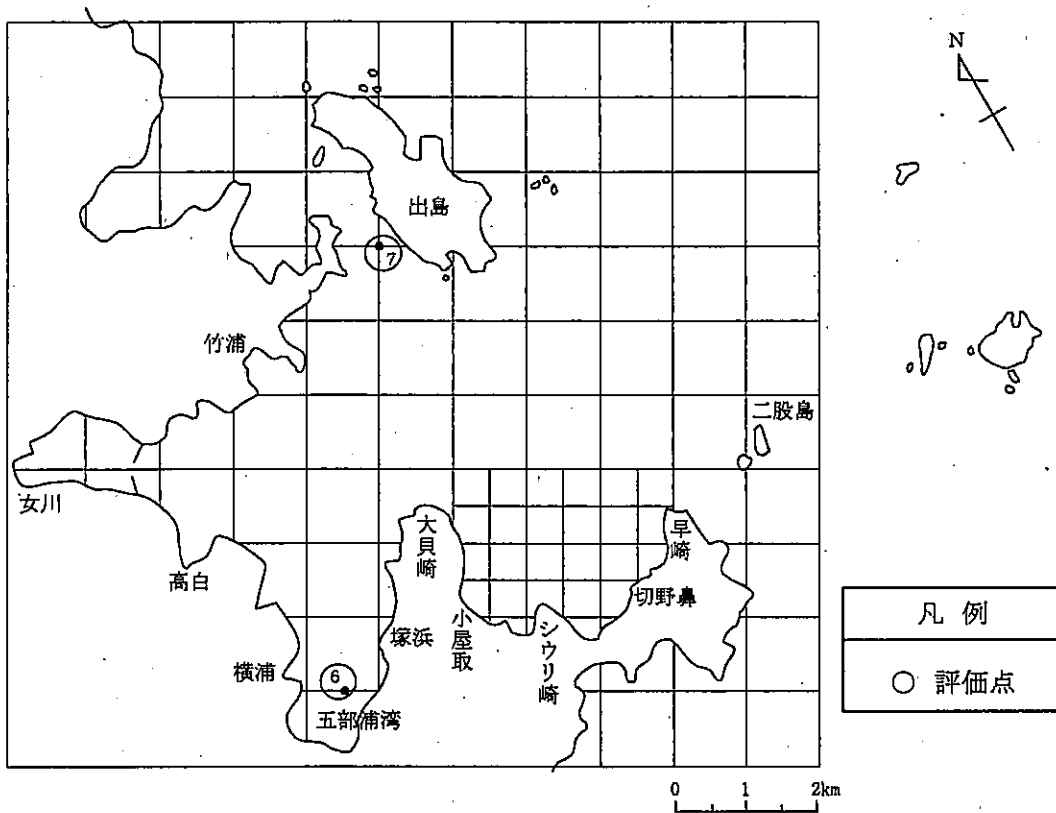 N
出島
7
竹浦
二股島
女川
大貝崎
早崎
高白
切野鼻
小屋取
シウリ崎
塚浜
横浦
6
五部浦湾
凡例
○ 評価点
0 1 2km